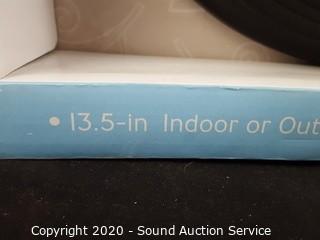 • 13.5-in Indoor or Out
Copyright 2020 - Sound Auction Service